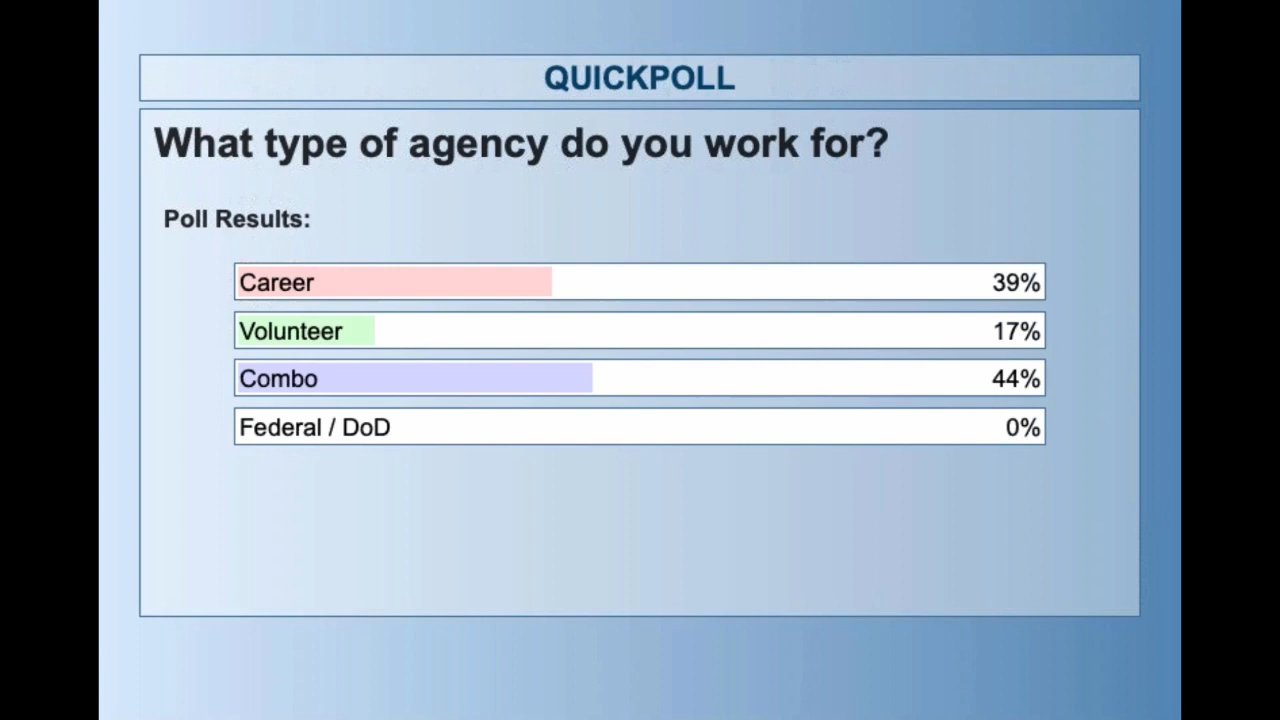 QUICKPOLL
What type of agency do you work for?
Poll Results:
Career 39%
Volunteer 17%
Combo 44%
Federal / DoD 0%